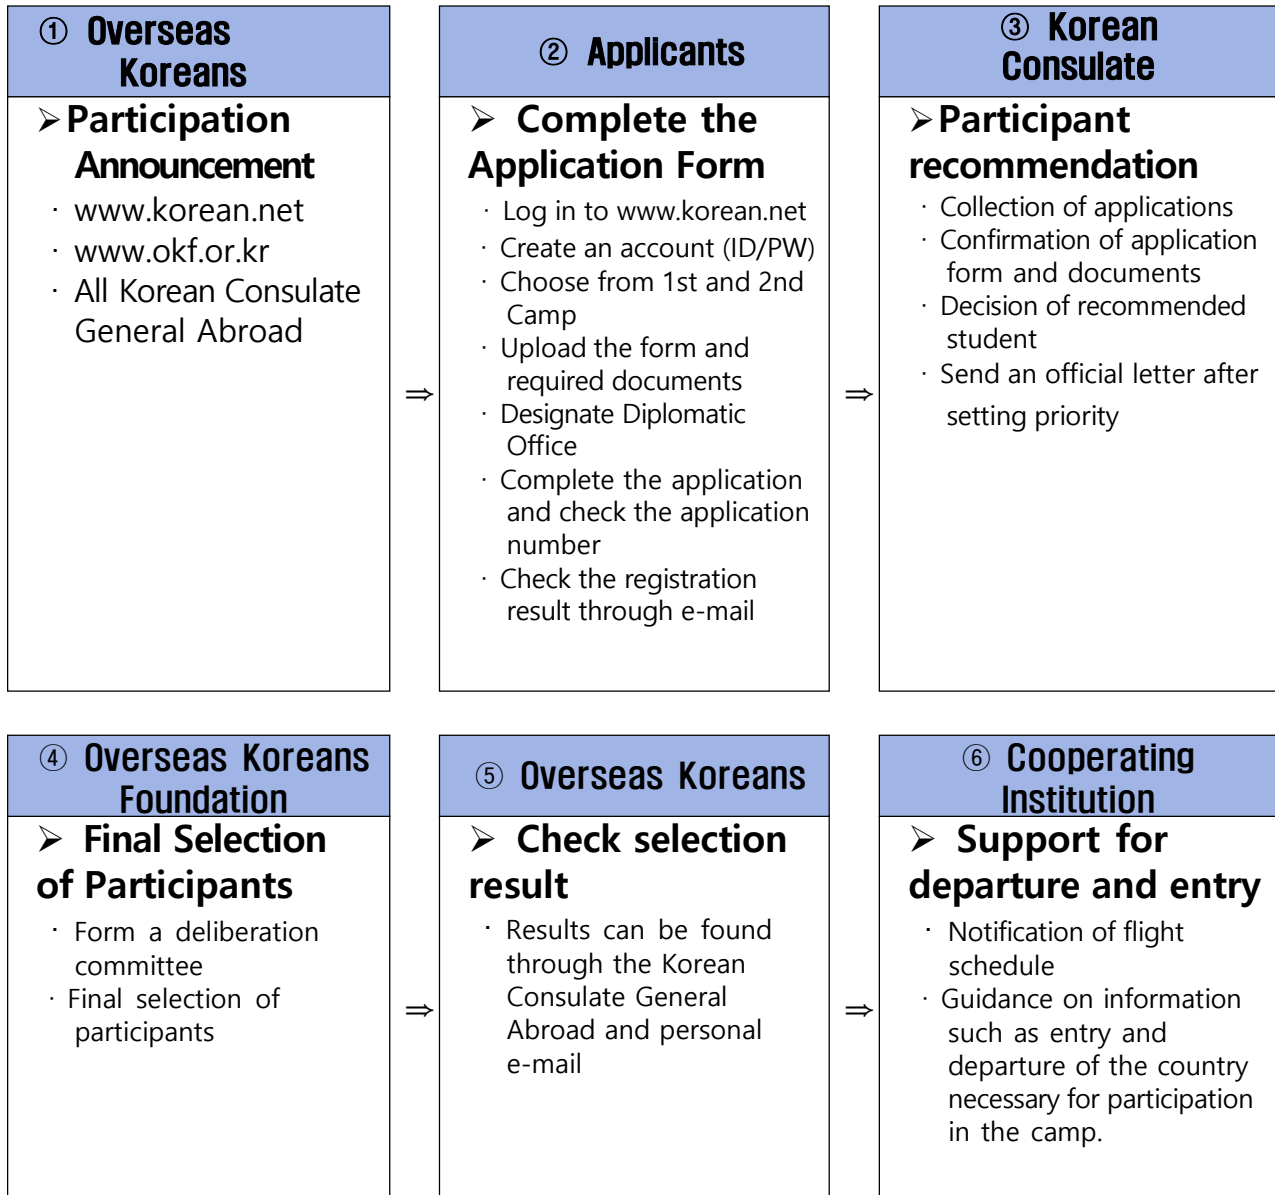 ① Overseas
Koreans
➢Participation
Announcement
· www.korean.net
· www.okf.or.kr
· All Korean Consulate
General Abroad
⇒
② Applicants
➢ Complete the
Application Form
· Log in to www.korean.net
· Create an account (ID/PW)
· Choose from 1st and 2nd
Camp
· Upload the form and
required documents
· Designate Diplomatic
Office
· Complete the application
and check the application
number
· Check the registration
result through e-mail
⇒
③ Korean
Consulate
➢Participant
recommendation
· Collection of applications
· Confirmation of application
form and documents
· Decision of recommended
student
· Send an official letter after
setting priority
④ Overseas Koreans
Foundation
➢ Final Selection
of Participants
· Form a deliberation
committee
· Final selection of
participants
⇒
⑤ Overseas Koreans
➢ Check selection
result
· Results can be found
through the Korean
Consulate General
Abroad and personal
e-mail
⇒
⑥ Cooperating
Institution
➢ Support for
departure and entry
· Notification of flight
schedule
· Guidance on information
such as entry and
departure of the country
necessary for participation
in the camp.